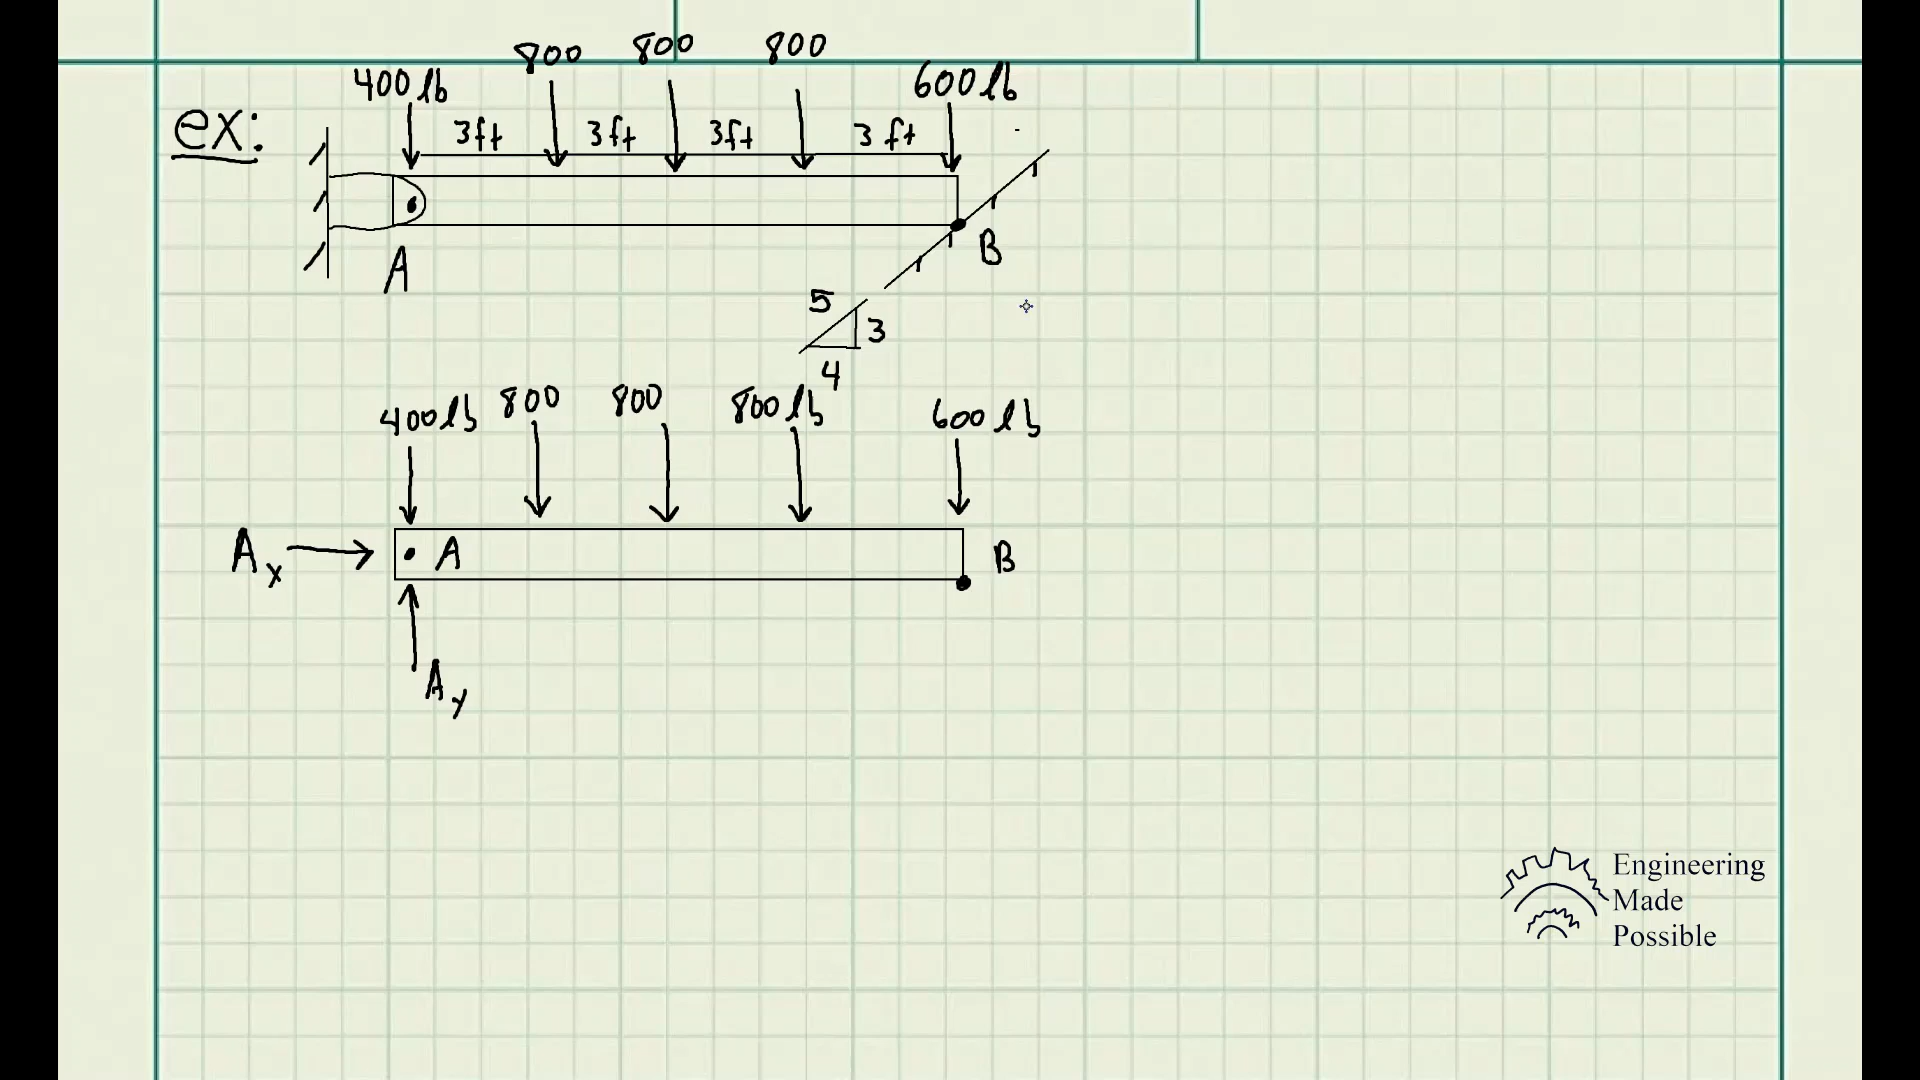 800 800 800
400 lb 600 lb
ex: 3ft 3ft 3ft 3 ft
A B
5
3
4
400 lb 800 800 800 lb 600 lb
Ax A B
Ay
Engineering
Made
Possible